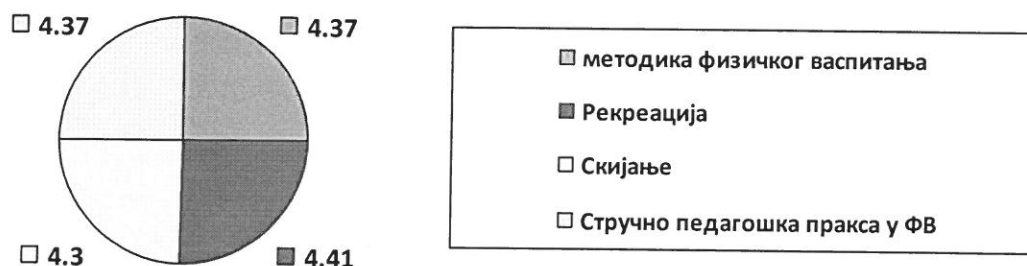 4.37
4.37
4.3
4.41
методика физичког васпитања
Рекреација
Скијање
Стручно педагошка пракса у ФВ